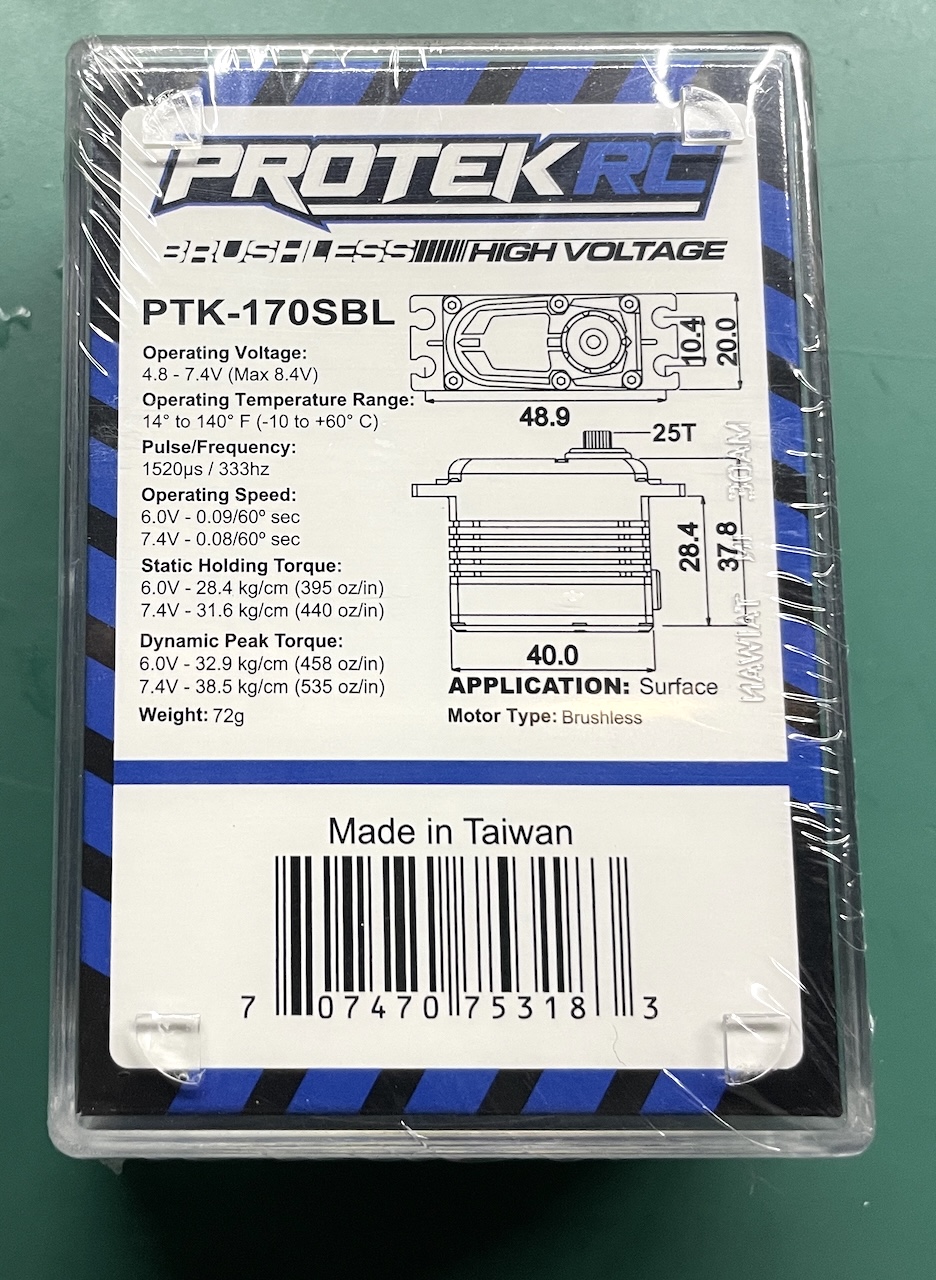 PROTEK RC
BRUSHLESS HIGH VOLTAGE
PTK-170SBL
Operating Voltage:
4.8 - 7.4V (Max 8.4V)
Operating Temperature Range:
14° to 140° F (-10 to +60° C)
Pulse/Frequency:
1520µs / 333hz
Operating Speed:
6.0V - 0.09/60º sec
7.4V - 0.08/60º sec
Static Holding Torque:
6.0V - 28.4 kg/cm (395 oz/in)
7.4V - 31.6 kg/cm (440 oz/in)
Dynamic Peak Torque:
6.0V - 32.9 kg/cm (458 oz/in)
7.4V - 38.5 kg/cm (535 oz/in)
Weight: 72g
10.4
20.0
48.9
25T
28.4
37.8
40.0
APPLICATION: Surface
Motor Type: Brushless
MADE IN TAIWAN
Made in Taiwan
7 07470 75318 3